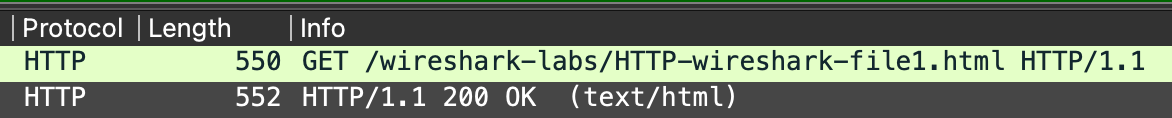 Protocol Length Info
HTTP 550 GET /wireshark-labs/HTTP-wireshark-file1.html HTTP/1.1
HTTP 552 HTTP/1.1 200 OK (text/html)